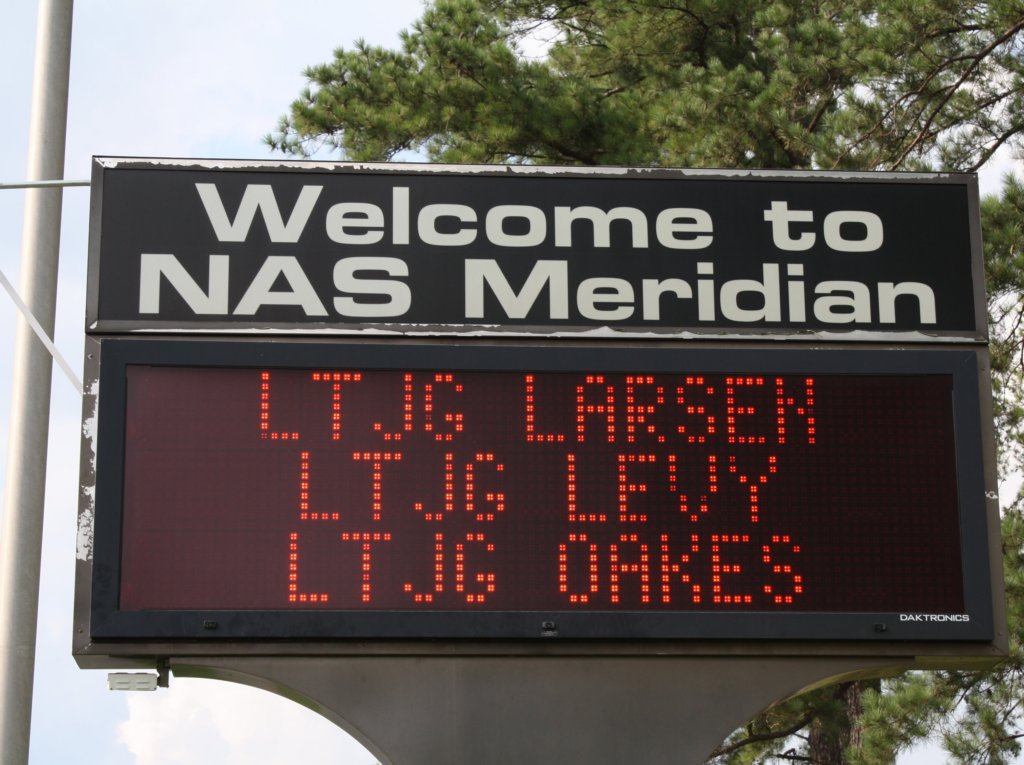 Welcome to
NAS Meridian
LTJG LARSEN
LTJG LEVY
LTJG OAKES
DAKTRONICS